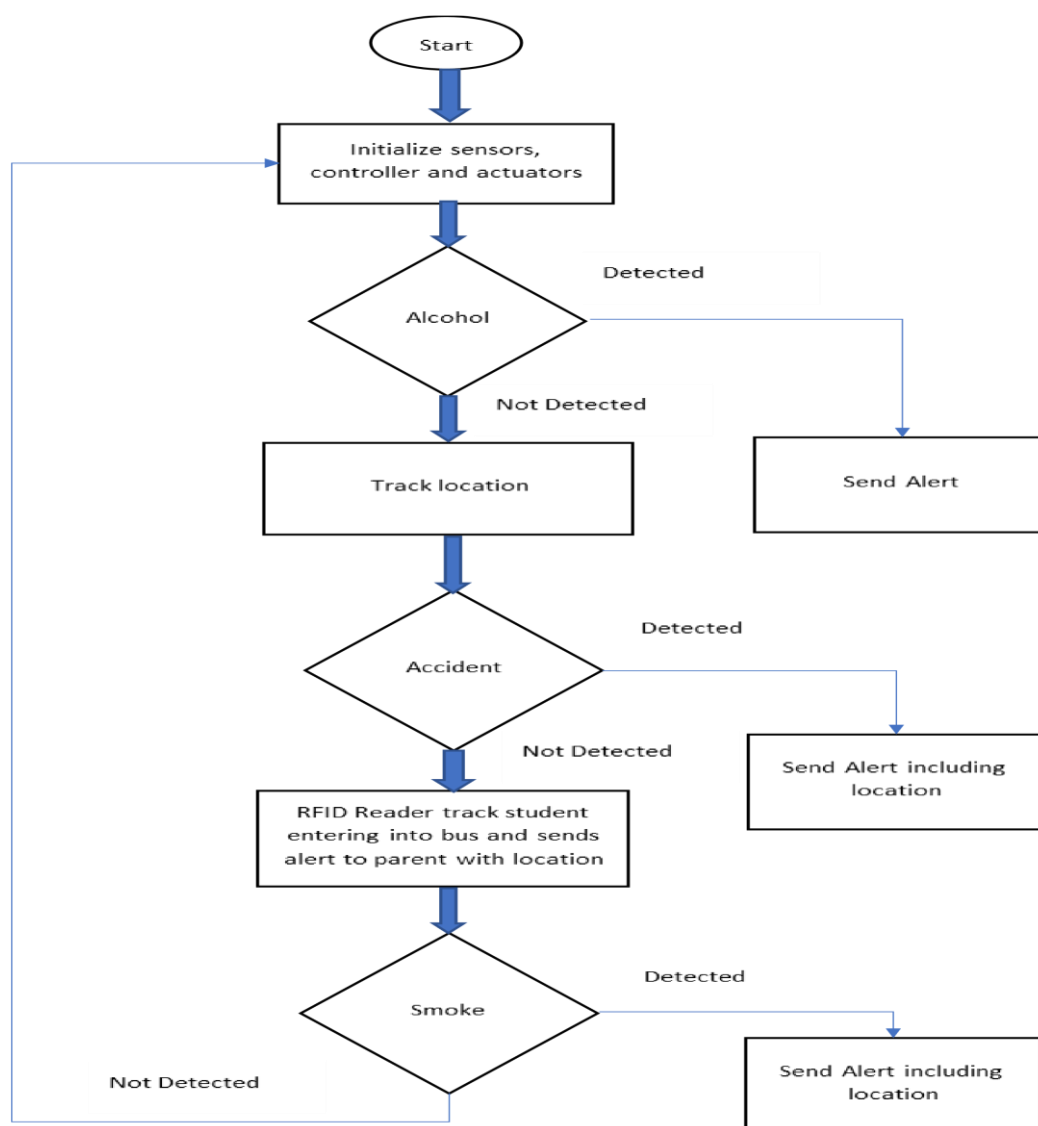 Start
Initialize sensors,
controller and actuators
Detected
Alcohol
Not Detected
Track location
Send Alert
Detected
Accident
Not Detected
Send Alert including
location
RFID Reader track student
entering into bus and sends
alert to parent with location
Detected
Smoke
Not Detected
Send Alert including
location